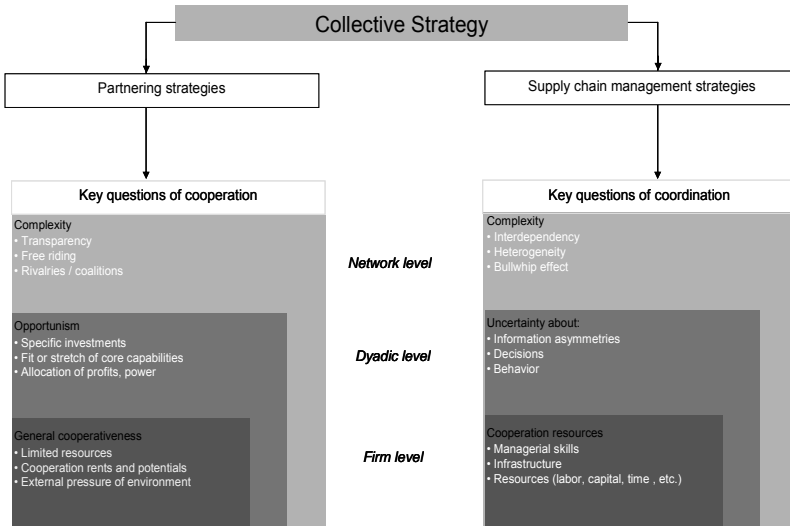 Collective Strategy
Partnering strategies
Supply chain management strategies
Key questions of cooperation
Complexity
• Transparency
• Free riding
• Rivalries / coalitions
Opportunism
• Specific investments
• Fit or stretch of core capabilities
• Allocation of profits, power
General cooperativeness
• Limited resources
• Cooperation rents and potentials
• External pressure of environment
Network level
Dyadic level
Firm level
Key questions of coordination
Complexity
• Interdependency
• Heterogeneity
• Bullwhip effect
Uncertainty about:
• Information asymmetries
• Decisions
• Behavior
Cooperation resources
• Managerial skills
• Infrastructure
• Resources (labor, capital, time , etc.)